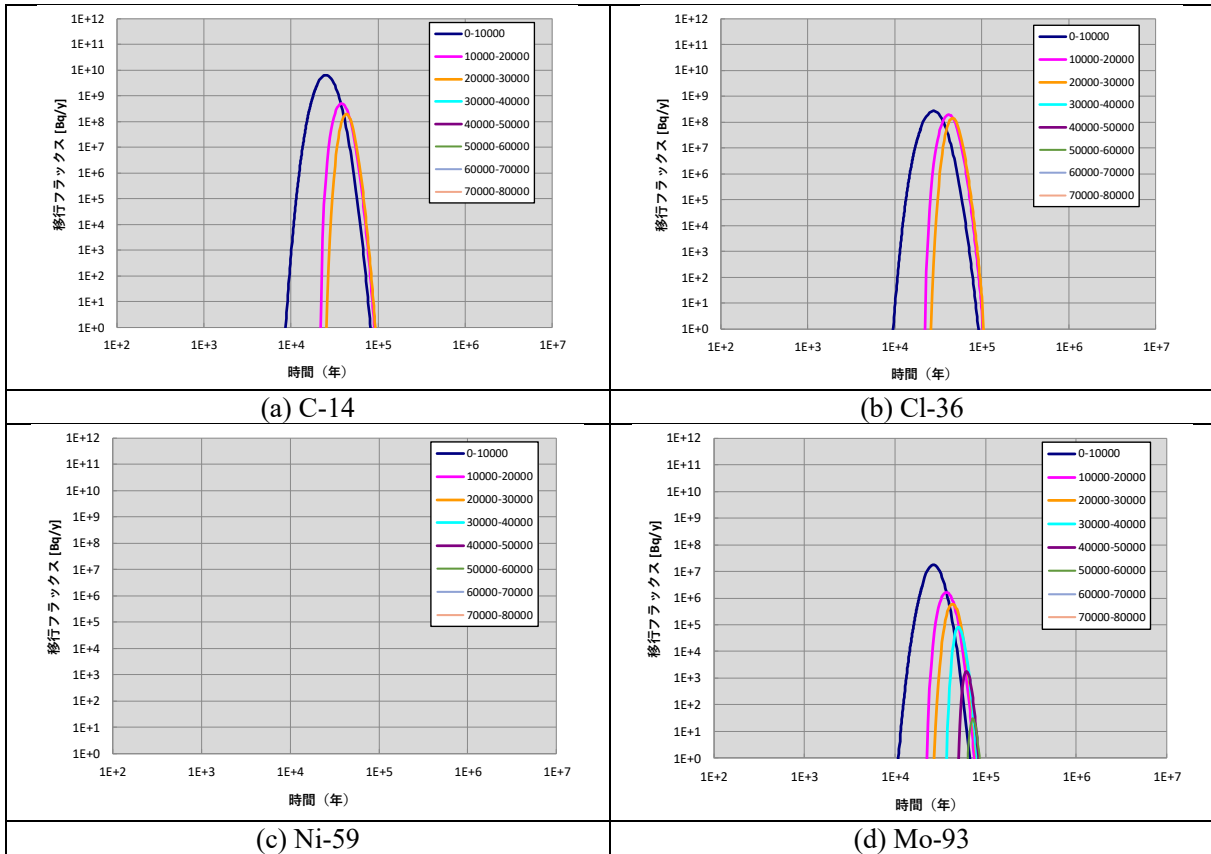 1E+12
1E+11
1E+10
1E+9
1E+8
1E+7
1E+6
1E+5
1E+4
1E+3
1E+2
1E+1
1E+0
移行フラックス [Bq/y]
1E+2 1E+3 1E+4 1E+5 1E+6 1E+7
時間（年）
0-10000
10000-20000
20000-30000
30000-40000
40000-50000
50000-60000
60000-70000
70000-80000
(a) C-14
1E+12
1E+11
1E+10
1E+9
1E+8
1E+7
1E+6
1E+5
1E+4
1E+3
1E+2
1E+1
1E+0
移行フラックス [Bq/y]
1E+2 1E+3 1E+4 1E+5 1E+6 1E+7
時間（年）
0-10000
10000-20000
20000-30000
30000-40000
40000-50000
50000-60000
60000-70000
70000-80000
(b) Cl-36
1E+12
1E+11
1E+10
1E+9
1E+8
1E+7
1E+6
1E+5
1E+4
1E+3
1E+2
1E+1
1E+0
移行フラックス [Bq/y]
1E+2 1E+3 1E+4 1E+5 1E+6 1E+7
時間（年）
0-10000
10000-20000
20000-30000
30000-40000
40000-50000
50000-60000
60000-70000
70000-80000
(c) Ni-59
1E+12
1E+11
1E+10
1E+9
1E+8
1E+7
1E+6
1E+5
1E+4
1E+3
1E+2
1E+1
1E+0
移行フラックス [Bq/y]
1E+2 1E+3 1E+4 1E+5 1E+6 1E+7
時間（年）
0-10000
10000-20000
20000-30000
30000-40000
40000-50000
50000-60000
60000-70000
70000-80000
(d) Mo-93